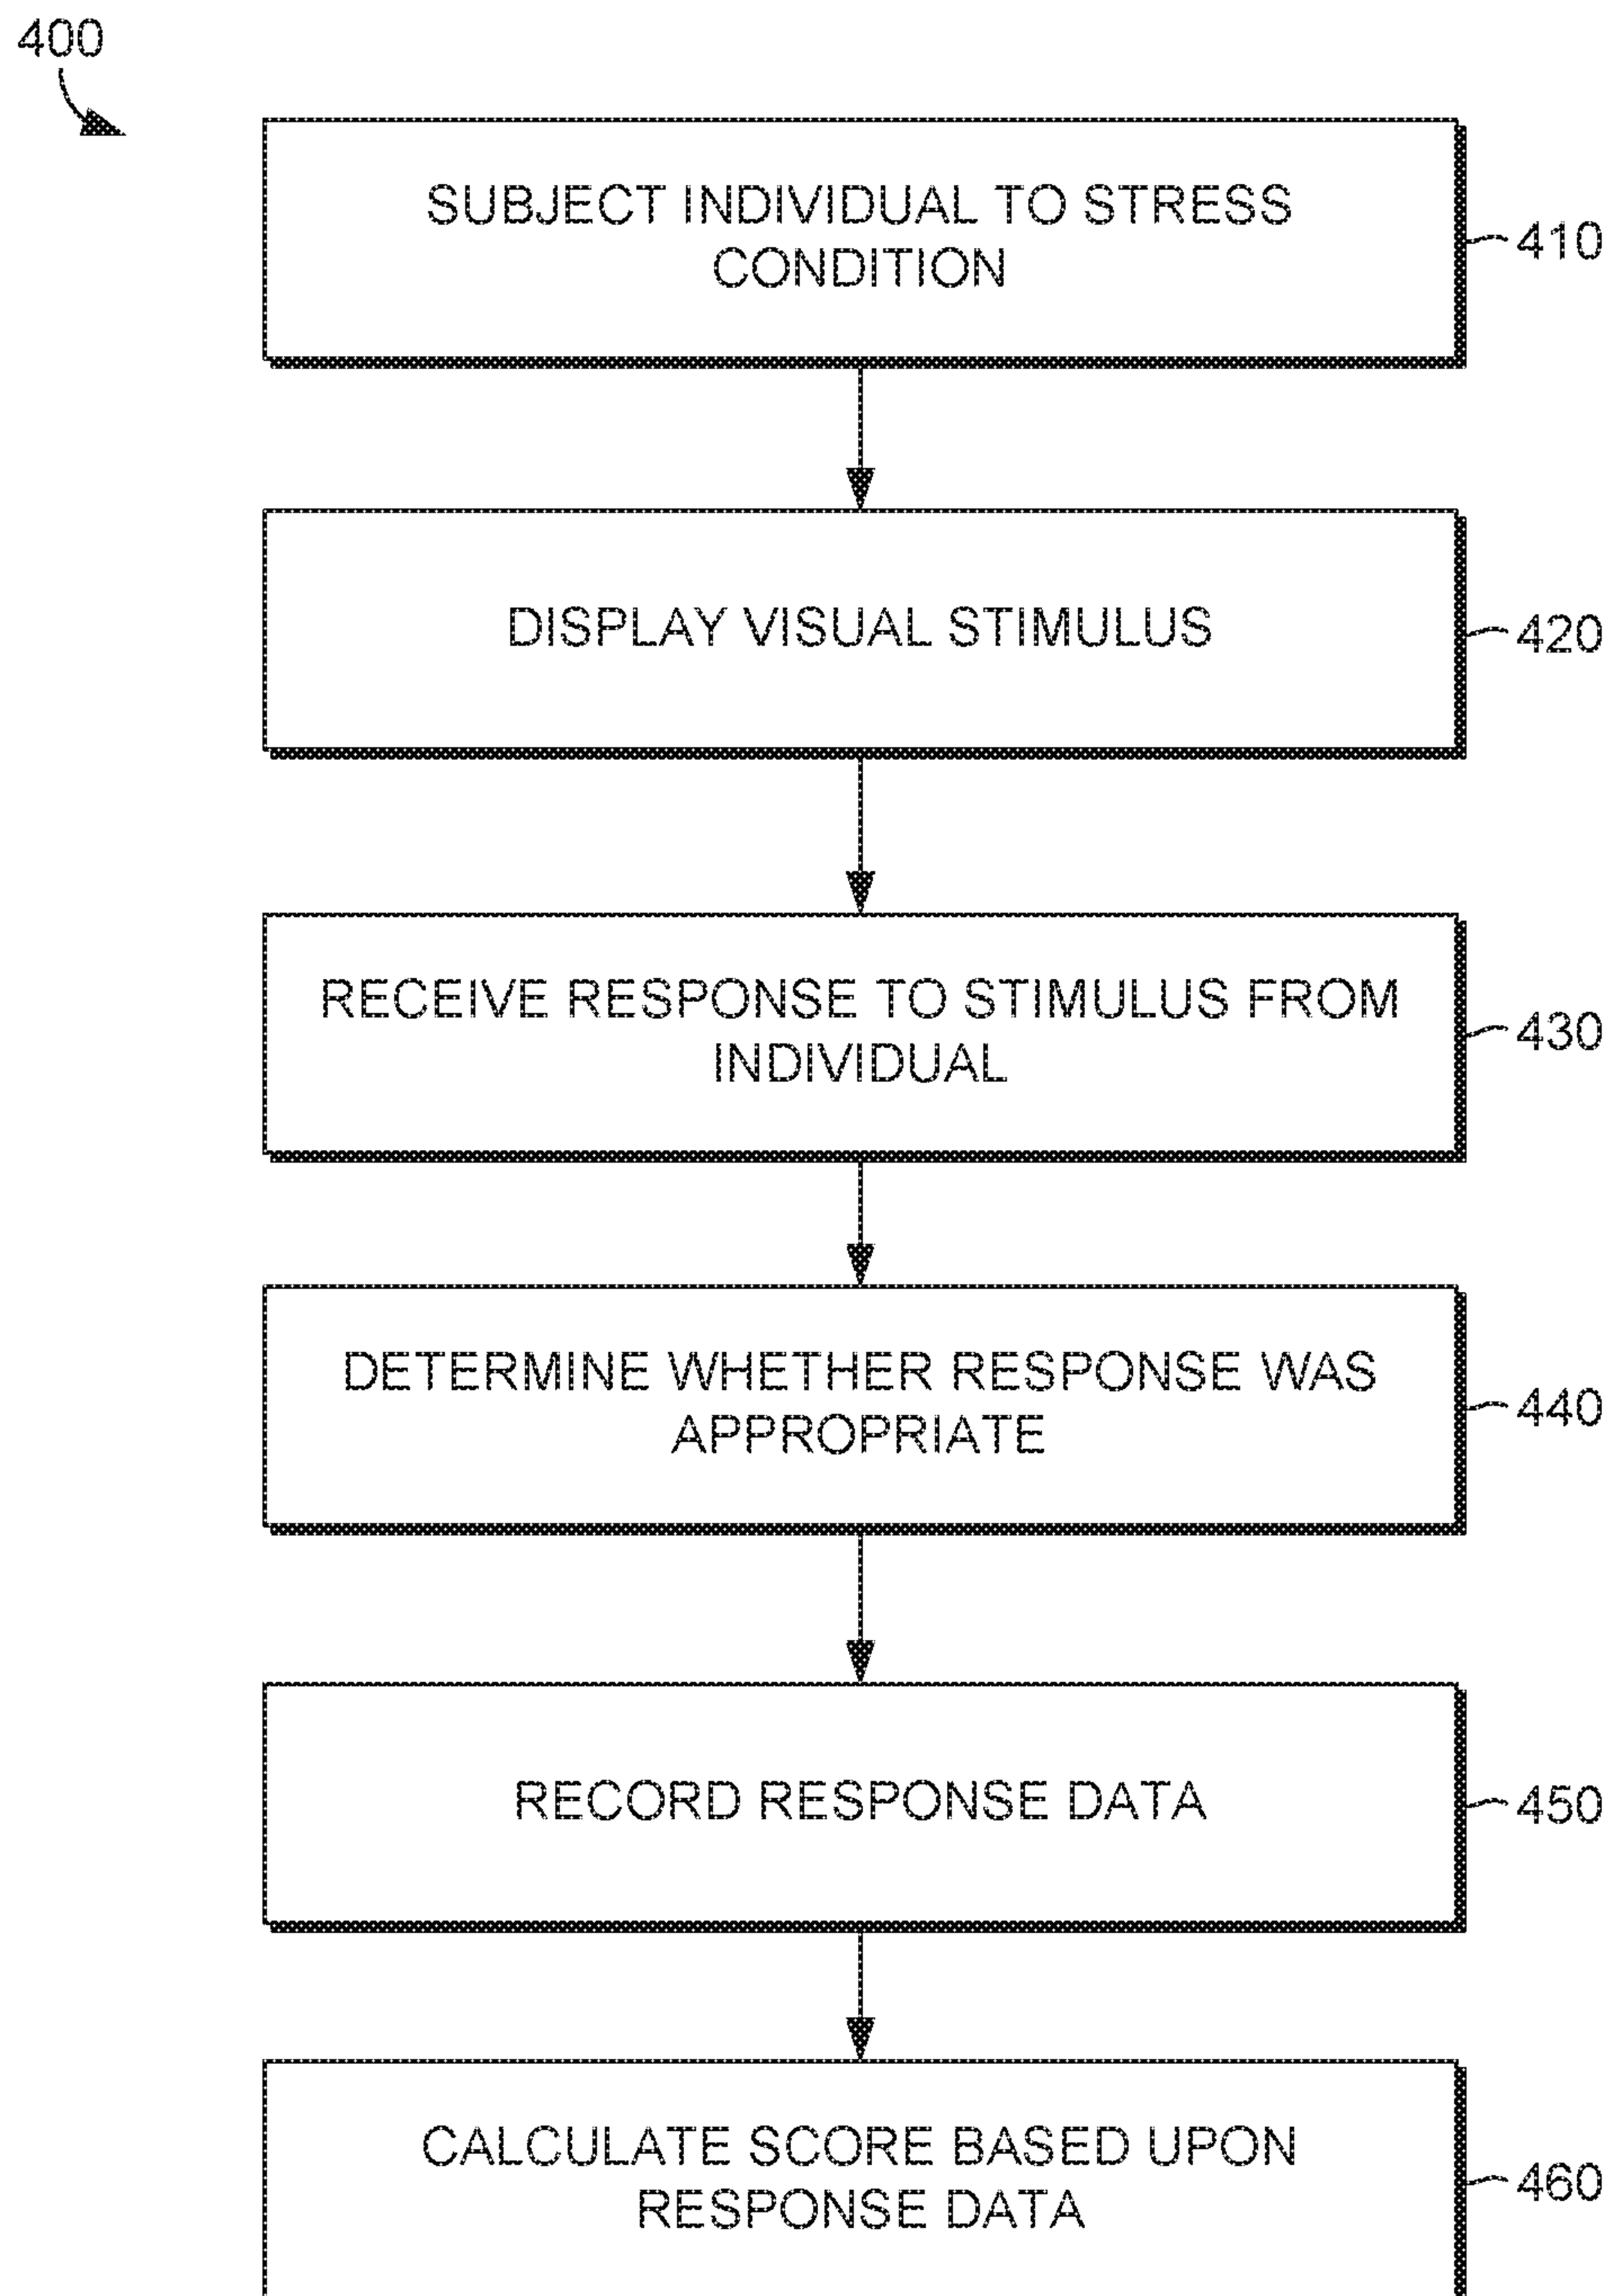 400
SUBJECT INDIVIDUAL TO STRESS
CONDITION
410
DISPLAY VISUAL STIMULUS
420
RECEIVE RESPONSE TO STIMULUS FROM
INDIVIDUAL
430
DETERMINE WHETHER RESPONSE WAS
APPROPRIATE
440
RECORD RESPONSE DATA
450
CALCULATE SCORE BASED UPON
RESPONSE DATA
460